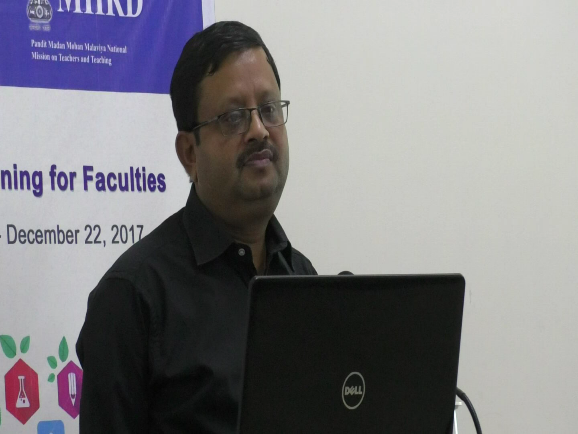 MHRD
Pandit Madan Mohan Malaviya National
Mission on Teachers and Teaching
ning for Faculties
- December 22, 2017
DELL